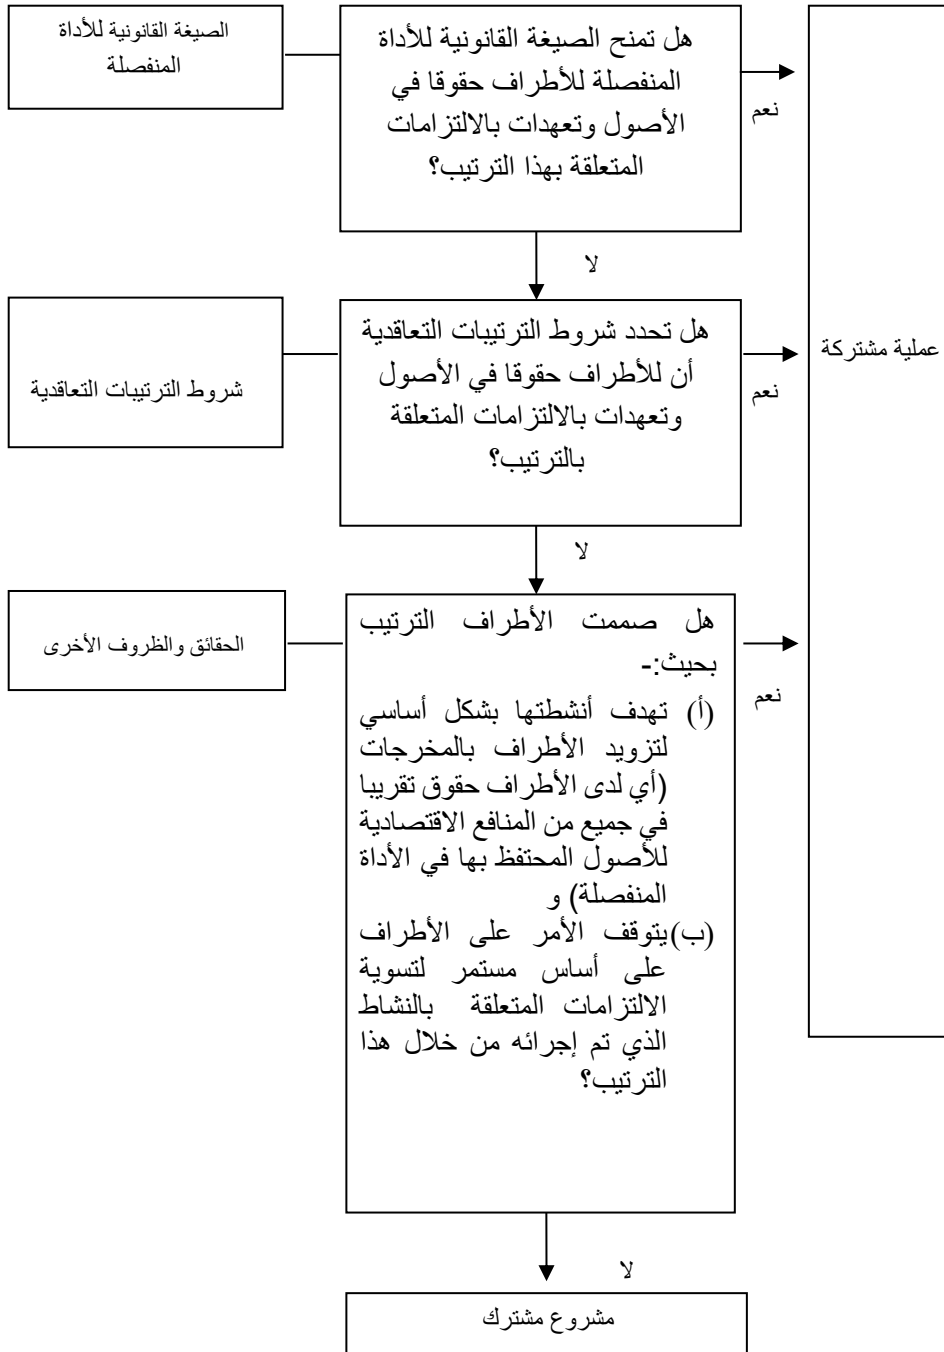 الصيغة القانونية للأداة
المنفصلة
هل تمنح الصيغة القانونية للأداة
المنفصلة للأطراف حقوقا في
الأصول وتعهدات بالالتزامات
المتعلقة بهذا الترتيب؟
نعم
لا
شروط الترتيبات التعاقدية
هل تحدد شروط الترتيبات التعاقدية
أن للأطراف حقوقا في الأصول
وتعهدات بالالتزامات المتعلقة
بالترتيب؟
نعم
عملية مشتركة
لا
الحقائق والظروف الأخرى
هل صممت الأطراف الترتيب
بحيث:-
(أ) تهدف أنشطتها بشكل أساسي
لتزويد الأطراف بالمخرجات
(أي لدى الأطراف حقوق تقريبا
في جميع من المنافع الاقتصادية
للأصول المحتفظ بها في الأداة
المنفصلة) و
(ب)يتوقف الأمر على الأطراف
على أساس مستمر لتسوية
الالتزامات المتعلقة بالنشاط
الذي تم إجرائه من خلال هذا
الترتيب؟
نعم
لا
مشروع مشترك